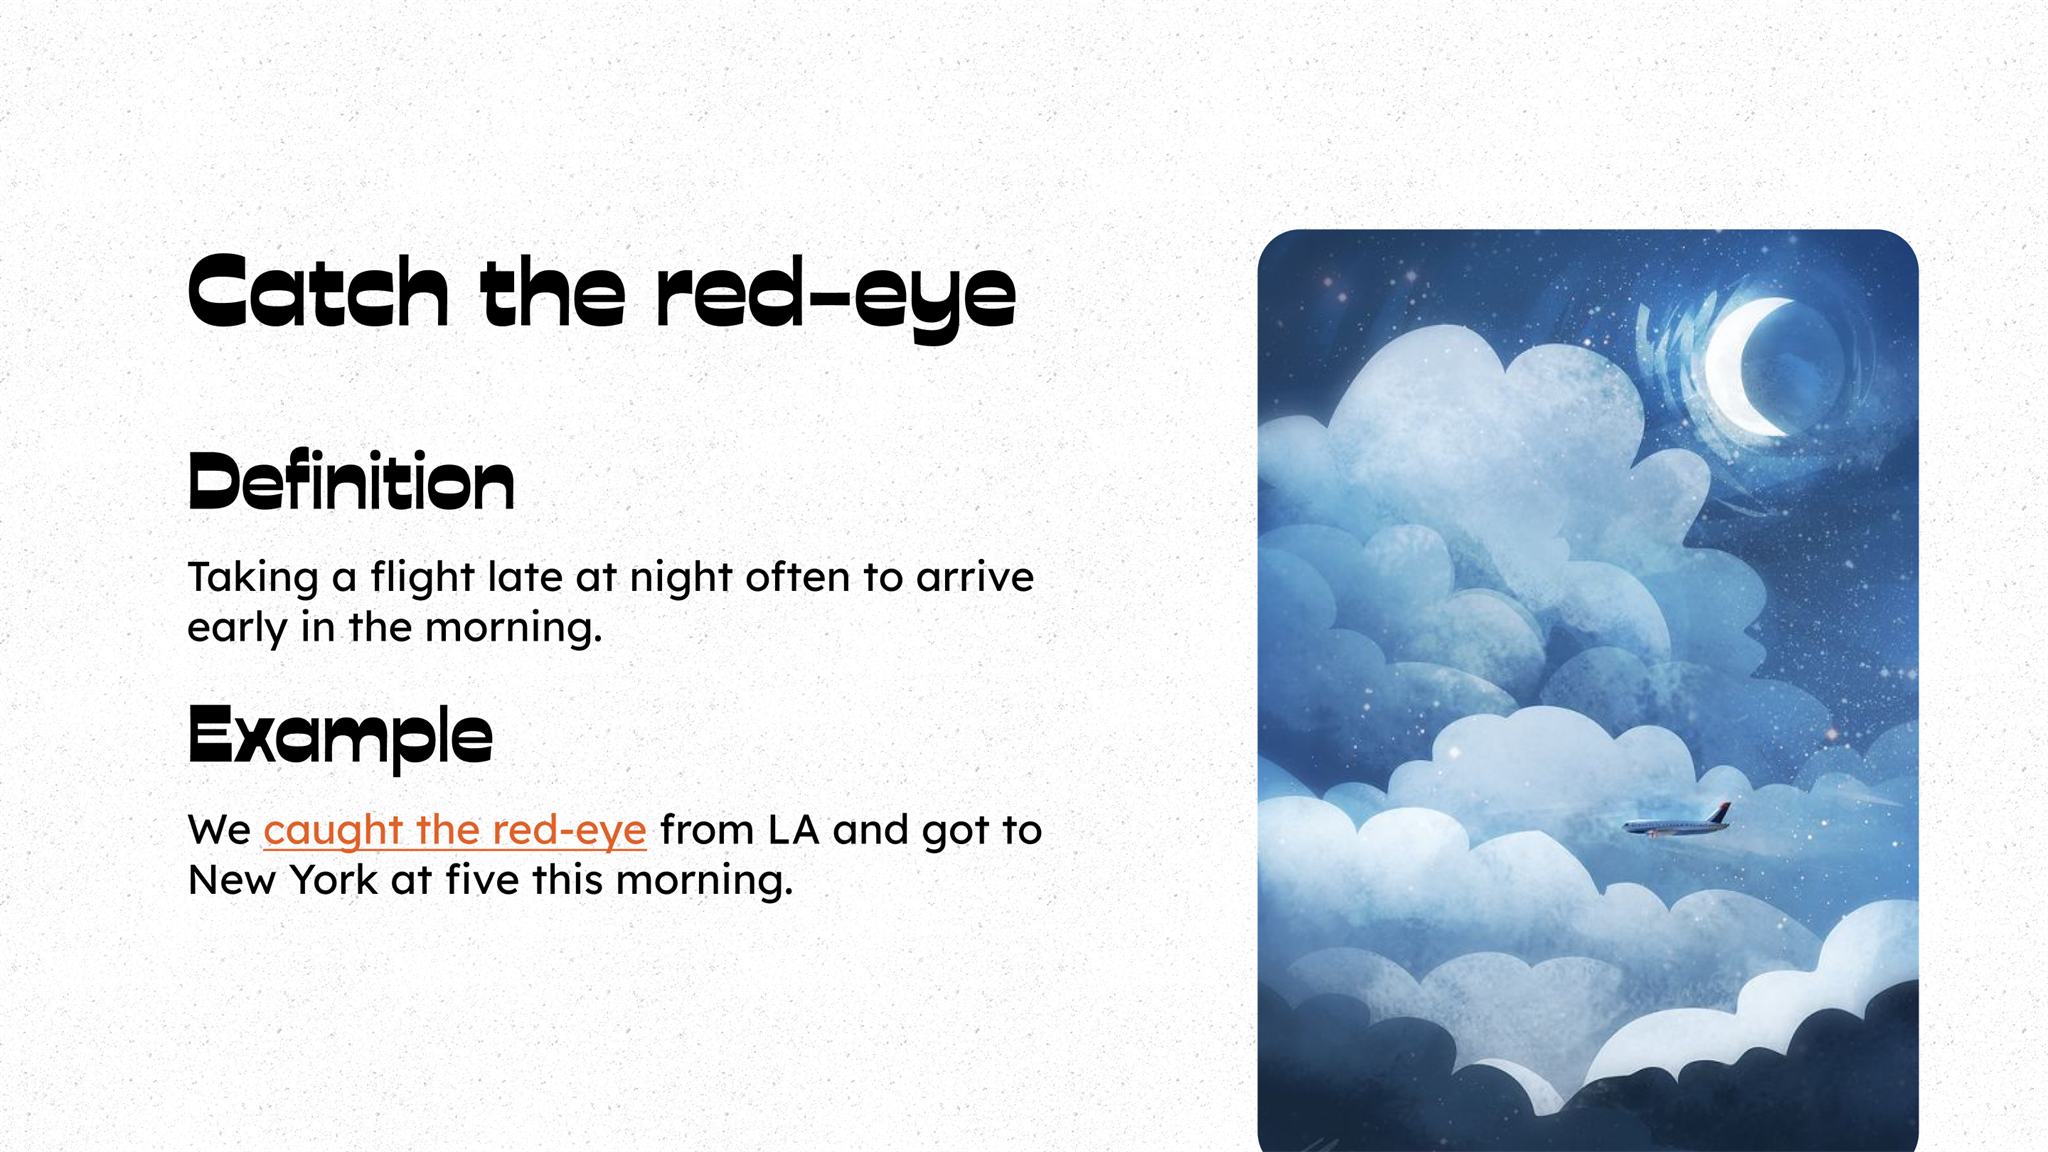 Catch the red-eye
Definition
Taking a flight late at night often to arrive
early in the morning.
Example
We caught the red-eye from LA and got to
New York at five this morning.